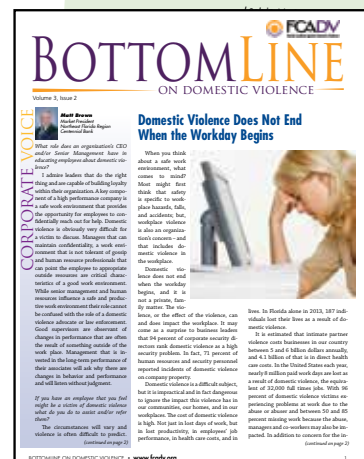 FCADV
BOTTOMLINE
ON DOMESTIC VIOLENCE
Volume 3, Issue 2
CORPORATE VOICE
Matt Brown
Market President
Northeast Florida Region
Centennial Bank
What role does an organization's CEO
and/or Senior Management have in
educating employees about domestic vio-
lence?
I admire leaders that do the right
thing and are capable of building loyalty
within their organization. A key compo-
nent of a high performance company is
a safe work environment that provides
the opportunity for employees to con-
fidentially reach out for help. Domestic
violence is obviously very difficult for
a victim to discuss. Managers that can
maintain confidentiality, a work envi-
ronment that is not tolerant of gossip
and human resource professionals that
can point the employee to appropriate
outside resources are critical charac-
teristics of a good work environment.
While senior management and human
resources influence a safe and produc-
tive work environment their role cannot
be confused with the role of a domestic
violence advocate or law enforcement.
Good supervisors are observant of
changes in performance that are often
the result of something outside of the
work place. Management that is in-
vested in the long-term performance of
their associates will ask why there are
changes in behavior and performance
and will listen without judgment.
If you have an employee that you feel
might be a victim of domestic violence
what do you do to assist and/or refer
them?
The circumstances will vary and
violence is often difficult to predict.
(continued on page 2)
Domestic Violence Does Not End
When the Workday Begins
When you think
about a safe work
environment, what
comes to mind?
Most might first
think that safety
is specific to work-
place hazards, falls,
and accidents; but,
workplace violence
is also an organiza-
tion's concern – and
that includes do-
mestic violence in
the workplace.
Domestic vio-
lence does not end
when the workday
begins, and it is
not a private, fam-
ily matter. The vio-
lence, or the effect of the violence, can
and does impact the workplace. It may
come as a surprise to business leaders
that 94 percent of corporate security di-
rectors rank domestic violence as a high
security problem. In fact, 71 percent of
human resources and security personnel
reported incidents of domestic violence
on company property.
Domestic violence is a difficult subject,
but it is impractical and in fact dangerous
to ignore the impact this violence has in
our communities, our homes, and in our
workplaces. The cost of domestic violence
is high. Not just in lost days of work, but
in lost productivity, in employees' job
performance, in health care costs, and in
lives. In Florida alone in 2013, 187 indi-
viduals lost their lives as a result of do-
mestic violence.
It is estimated that intimate partner
violence costs businesses in our country
between 5 and 6 billion dollars annually,
and 4.1 billion of that is in direct health
care costs. In the United States each year,
nearly 8 million paid work days are lost as
a result of domestic violence, the equiva-
lent of 32,000 full times jobs. With 96
percent of domestic violence victims ex-
periencing problems at work due to the
abuse or abuser and between 50 and 85
percent missing work because the abuse,
managers and co-workers may also be im-
pacted. In addition to concern for the in-
(continued on page 2)
BOTTOMLINE ON DOMESTIC VIOLENCE • www.fcadv.org
1